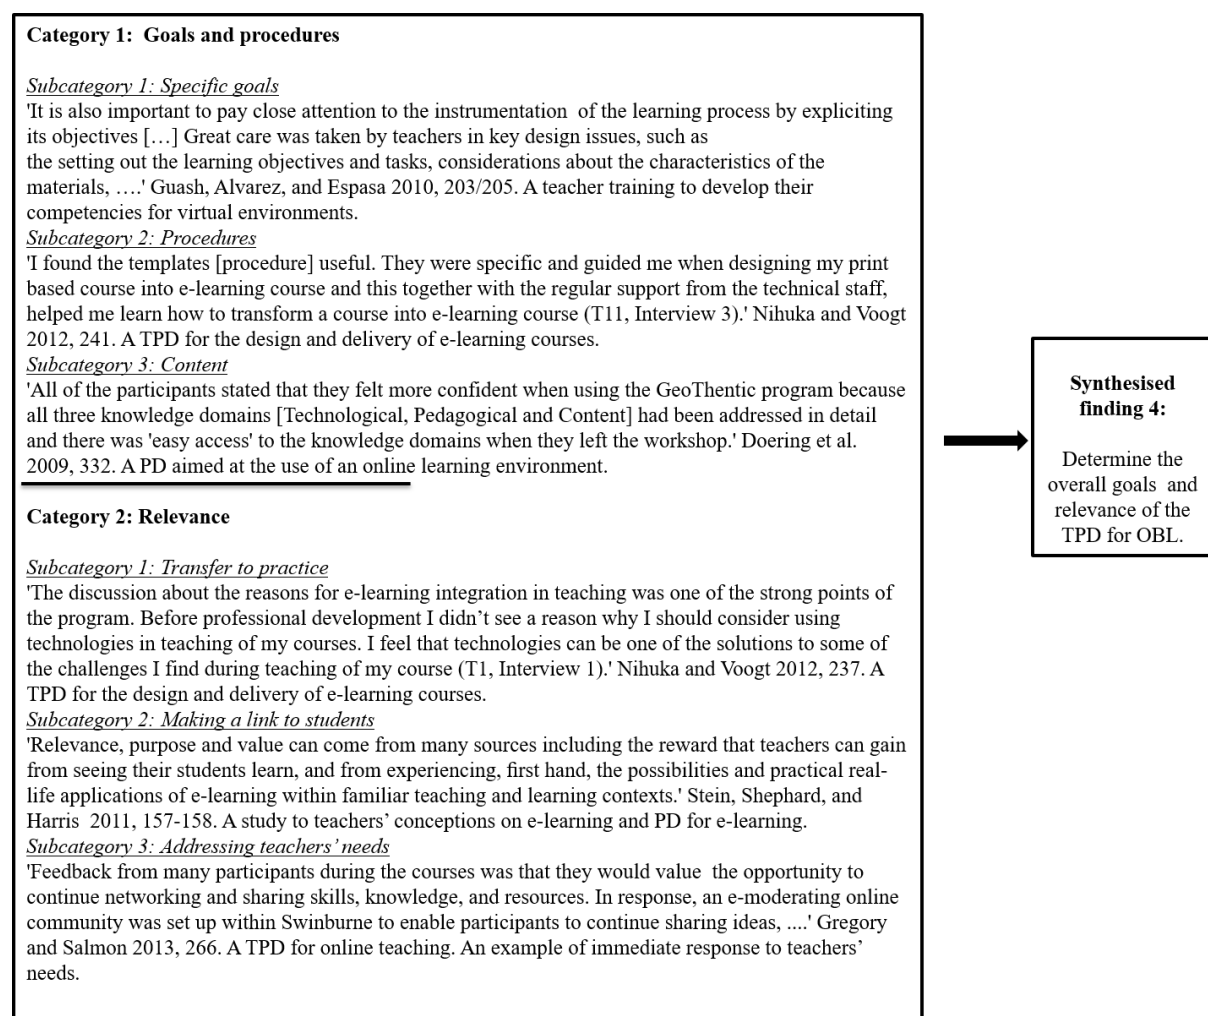 Category 1:  Goals and procedures
Subcategory 1: Specific goals
'It is also important to pay close attention to the instrumentation  of the learning process by expliciting
its objectives […] Great care was taken by teachers in key design issues, such as
the setting out the learning objectives and tasks, considerations about the characteristics of the
materials, ….' Guash, Alvarez, and Espasa 2010, 203/205. A teacher training to develop their
competencies for virtual environments.
Subcategory 2: Procedures
'I found the templates [procedure] useful. They were specific and guided me when designing my print
based course into e-learning course and this together with the regular support from the technical staff,
helped me learn how to transform a course into e-learning course (T11, Interview 3).' Nihuka and Voogt
2012, 241. A TPD for the design and delivery of e-learning courses.
Subcategory 3: Content
'All of the participants stated that they felt more confident when using the GeoThentic program because
all three knowledge domains [Technological, Pedagogical and Content] had been addressed in detail
and there was 'easy access' to the knowledge domains when they left the workshop.' Doering et al.
2009, 332. A PD aimed at the use of an online learning environment.
Category 2: Relevance
Subcategory 1: Transfer to practice
'The discussion about the reasons for e-learning integration in teaching was one of the strong points of
the program. Before professional development I didn't see a reason why I should consider using
technologies in teaching of my courses. I feel that technologies can be one of the solutions to some of
the challenges I find during teaching of my course (T1, Interview 1).' Nihuka and Voogt 2012, 237. A
TPD for the design and delivery of e-learning courses.
Subcategory 2: Making a link to students
'Relevance, purpose and value can come from many sources including the reward that teachers can gain
from seeing their students learn, and from experiencing, first hand, the possibilities and practical real-
life applications of e-learning within familiar teaching and learning contexts.' Stein, Shephard, and
Harris  2011, 157-158. A study to teachers' conceptions on e-learning and PD for e-learning.
Subcategory 3: Addressing teachers' needs
'Feedback from many participants during the courses was that they would value  the opportunity to
continue networking and sharing skills, knowledge, and resources. In response, an e-moderating online
community was set up within Swinburne to enable participants to continue sharing ideas, ....' Gregory
and Salmon 2013, 266. A TPD for online teaching. An example of immediate response to teachers'
needs.
Synthesised
finding 4:
Determine the
overall goals  and
relevance of the
TPD for OBL.